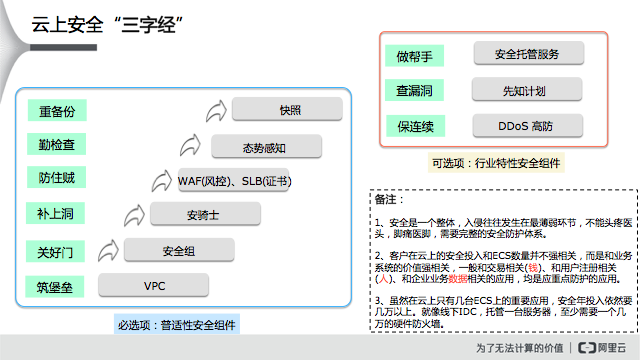 云上安全“三字经”
重备份
快照
勤检查
态势感知
防住贼
WAF(风控)、SLB(证书)
补上洞
安骑士
关好门
安全组
筑堡垒
VPC
必选项：普适性安全组件
做帮手
安全托管服务
查漏洞
先知计划
保连续
DDoS 高防
可选项：行业特性安全组件
备注：
1、安全是一个整体，入侵往往发生在最薄弱环节，不能头疼医
头，脚痛医脚，需要完整的安全防护体系。
2、客户在云上的安全投入和ECS数量并不强相关，而是和业务
系统的价值强相关，一般和交易相关(钱)、和用户注册相关
(人)、和企业业务数据相关的应用，均是应重点防护的应用。
3、虽然在云上只有几台ECS上的重要应用，安全年投入依然要
几万以上。就像线下IDC，托管一台服务器，至少需要一个几
万的硬件防火墙。
为了无法计算的价值 | 阿里云